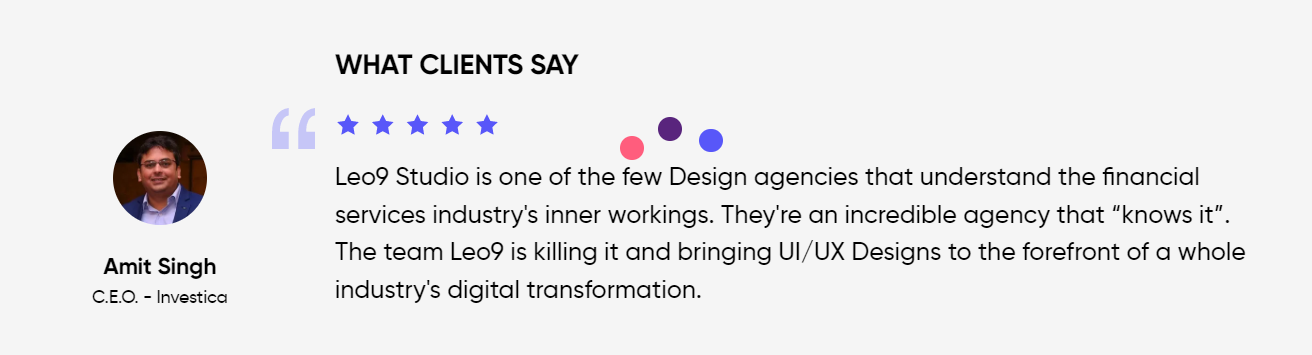 WHAT CLIENTS SAY
Leo9 Studio is one of the few Design agencies that understand the financial
services industry's inner workings. They're an incredible agency that “knows it”.
The team Leo9 is killing it and bringing UI/UX Designs to the forefront of a whole
industry's digital transformation.
Amit Singh
C.E.O. - Investica